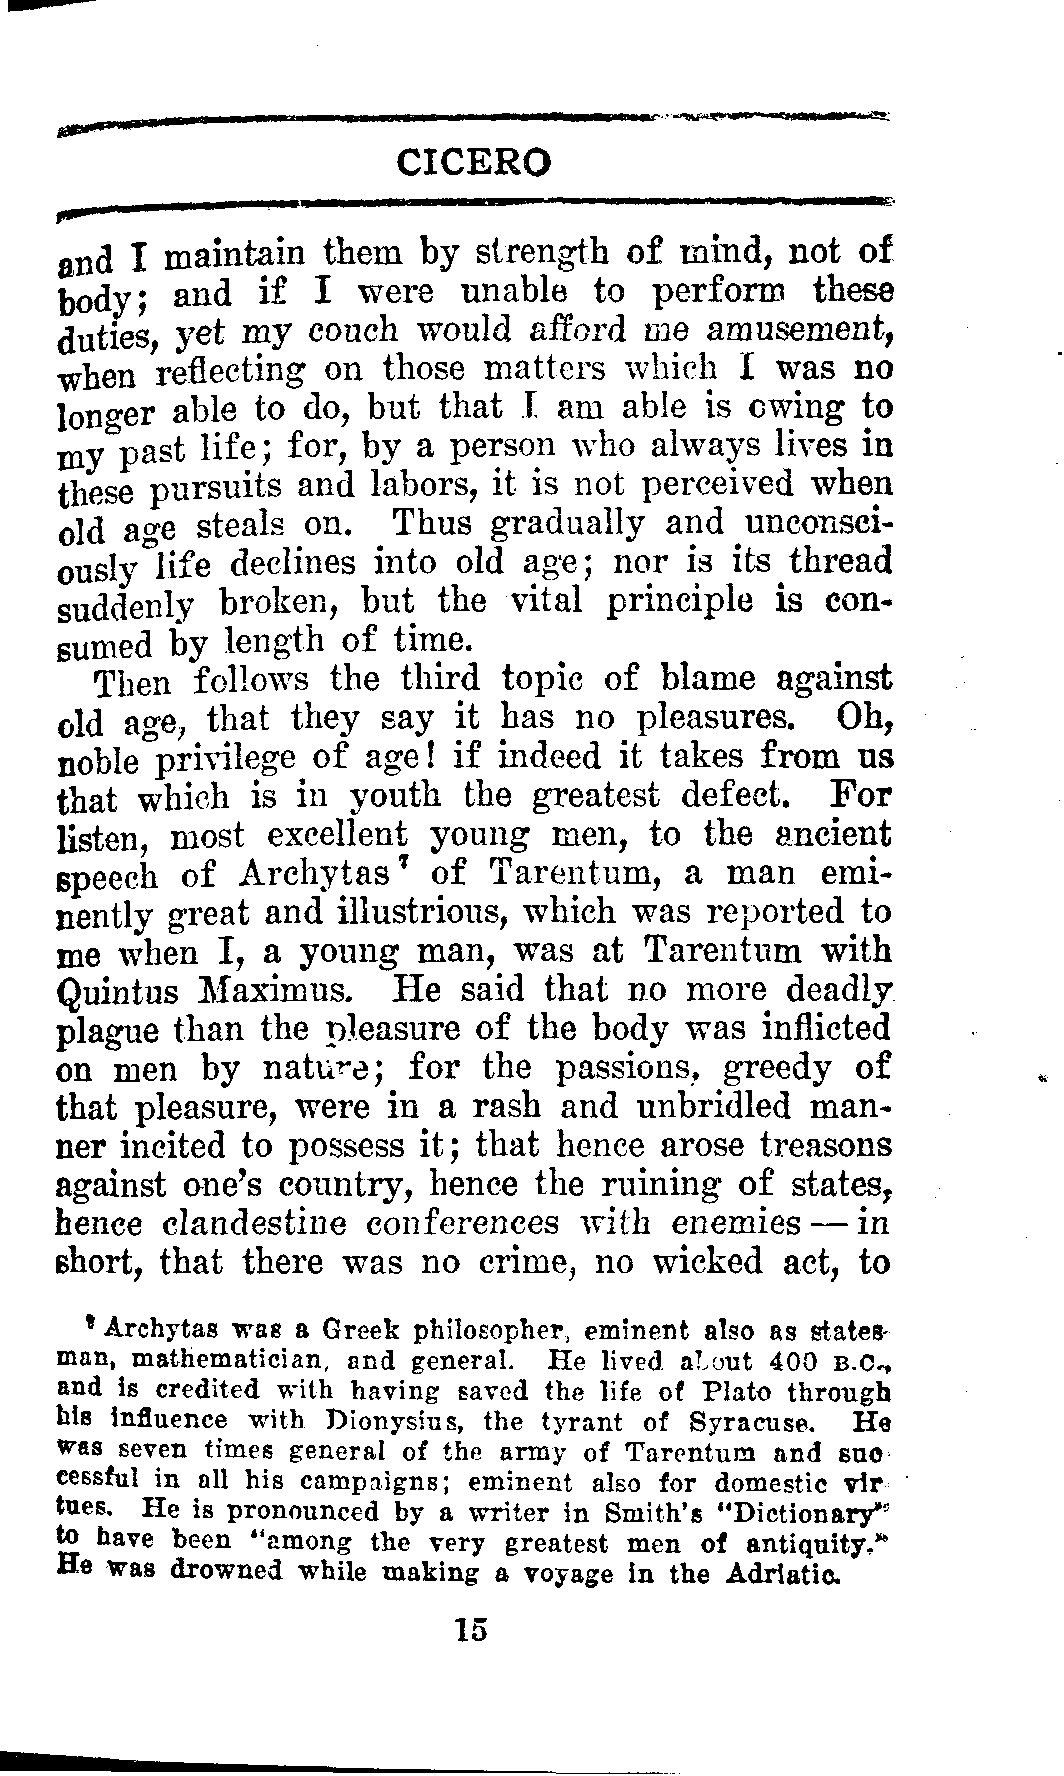 CICERO
and I maintain them by strength of mind, not of
body; and if I were unable to perform these
duties, yet my couch would afford me amusement,
when reflecting on those matters which I was no
longer able to do, but that I am able is owing to
my past life; for, by a person who always lives in
these pursuits and labors, it is not perceived when
old age steals on. Thus gradually and unconsci-
ously life declines into old age; nor is its thread
suddenly broken, but the vital principle is con-
sumed by length of time.
Then follows the third topic of blame against
old age, that they say it has no pleasures. Oh,
noble privilege of age! if indeed it takes from us
that which is in youth the greatest defect. For
listen, most excellent young men, to the ancient
speech of Archytas⁷ of Tarentum, a man emi-
nently great and illustrious, which was reported to
me when I, a young man, was at Tarentum with
Quintus Maximus. He said that no more deadly
plague than the pleasure of the body was inflicted
on men by nature; for the passions, greedy of
that pleasure, were in a rash and unbridled man-
ner incited to possess it; that hence arose treasons
against one's country, hence the ruining of states,
hence clandestine conferences with enemies — in
short, that there was no crime, no wicked act, to
⁷ Archytas was a Greek philosopher, eminent also as states-
man, mathematician, and general. He lived about 400 B.C.,
and is credited with having saved the life of Plato through
his influence with Dionysius, the tyrant of Syracuse. He
was seven times general of the army of Tarentum and suc-
cessful in all his campaigns; eminent also for domestic vir-
tues. He is pronounced by a writer in Smith's "Dictionary"
to have been "among the very greatest men of antiquity."
He was drowned while making a voyage in the Adriatic.
15